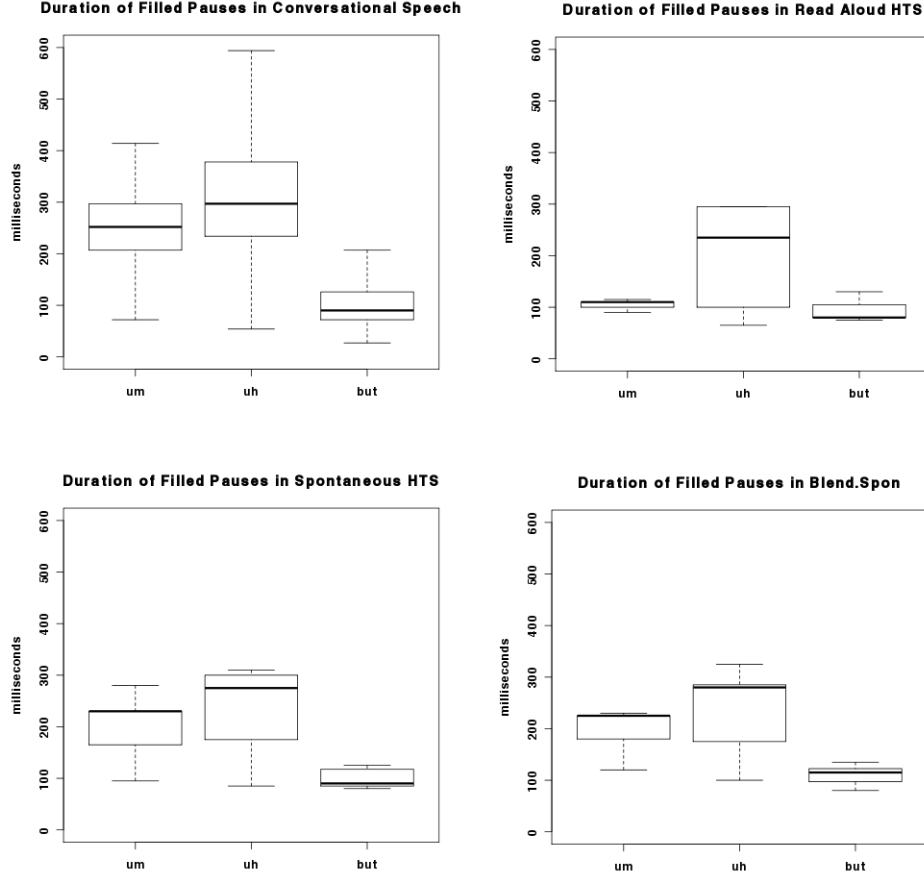 Duration of Filled Pauses in Conversational Speech
milliseconds
600
500
400
300
200
100
0
um uh but
Duration of Filled Pauses in Read Aloud HTS
milliseconds
600
500
400
300
200
100
0
um uh but
Duration of Filled Pauses in Spontaneous HTS
milliseconds
600
500
400
300
200
100
0
um uh but
Duration of Filled Pauses in Blend.Spon
milliseconds
600
500
400
300
200
100
0
um uh but